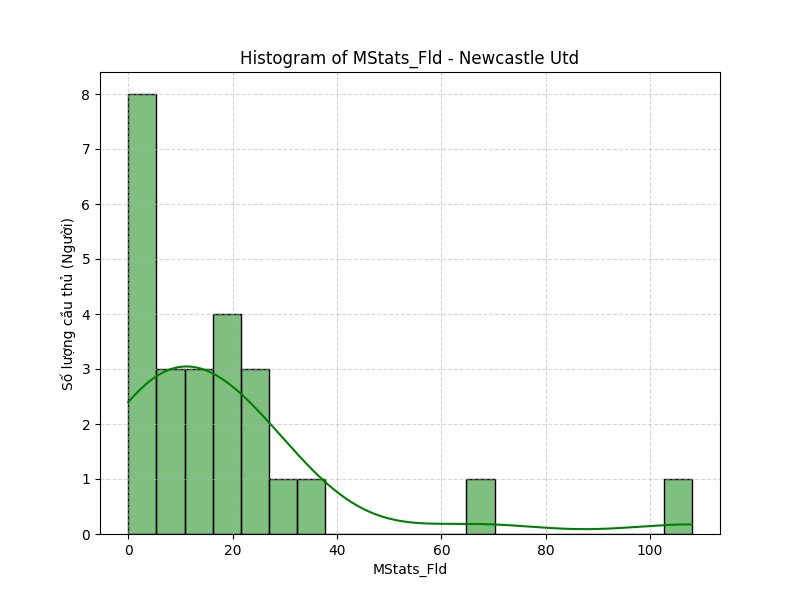 Histogram of MStats_Fld - Newcastle Utd
Số lượng cầu thủ (Người)
8
7
6
5
4
3
2
1
0
0 20 40 60 80 100
MStats_Fld